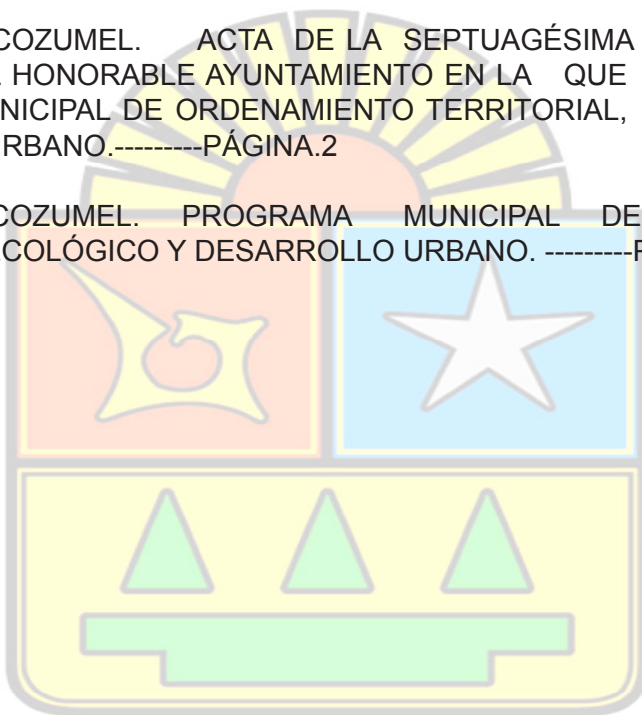 COZUMEL. ACTA DE LA SEPTUAGÉSIMA
HONORABLE AYUNTAMIENTO EN LA QUE
NICIPAL DE ORDENAMIENTO TERRITORIAL,
RBANO.---------PÁGINA.2
COZUMEL. PROGRAMA MUNICIPAL DE
COLÓGICO Y DESARROLLO URBANO. ---------P